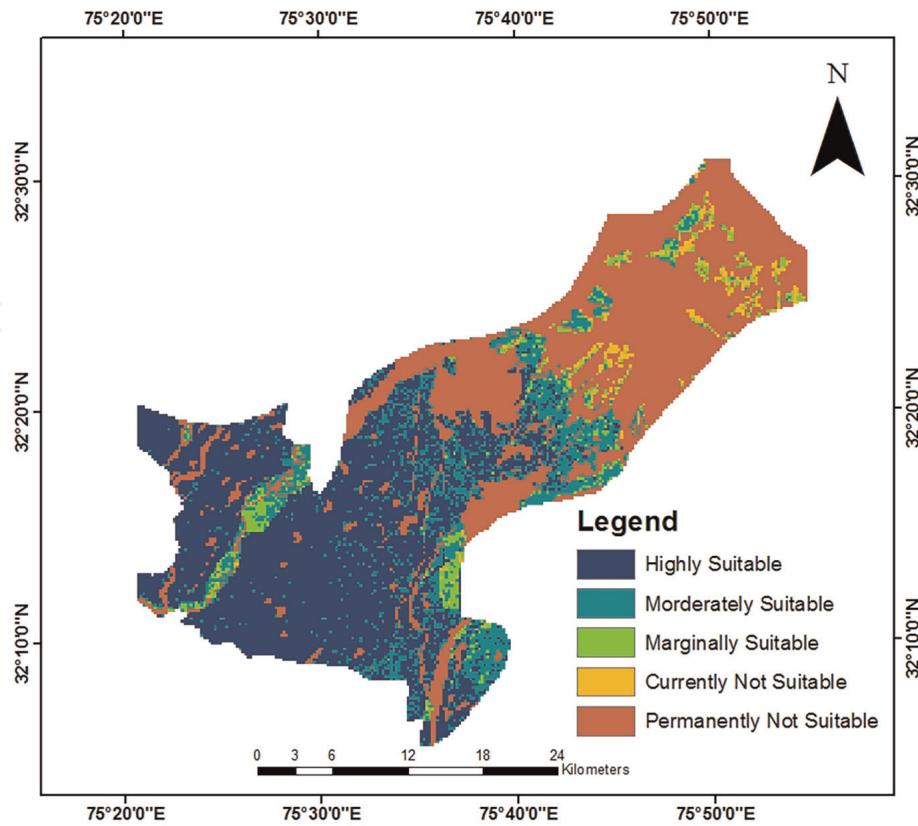 75°20'0"E 75°30'0"E 75°40'0"E 75°50'0"E
N
32°30'0"N 32°30'0"N
32°20'0"N 32°20'0"N
32°10'0"N 32°10'0"N
Legend
Highly Suitable
Morderately Suitable
Marginally Suitable
Currently Not Suitable
Permanently Not Suitable
0 3 6 12 18 24
Kilometers
75°20'0"E 75°30'0"E 75°40'0"E 75°50'0"E